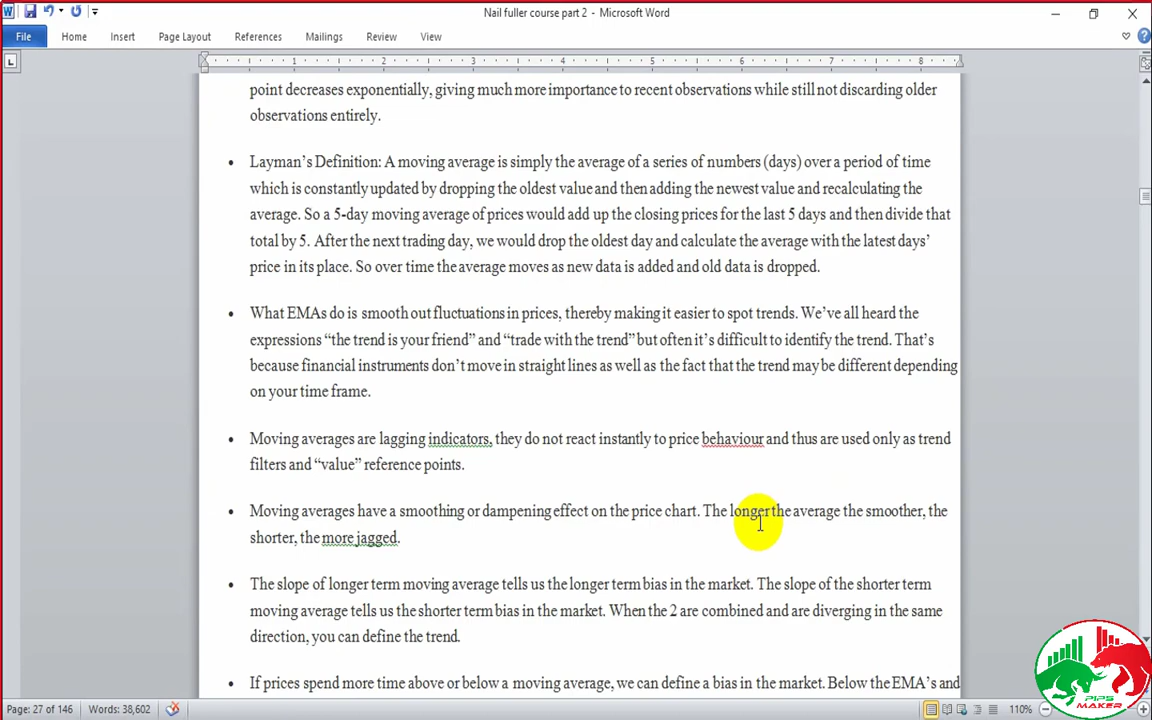 Nail fuller course part 2 - Microsoft Word
File Home Insert Page Layout References Mailings Review View
1 2 3 4 5 6 7 8
point decreases exponentially, giving much more importance to recent observations while still not discarding older
observations entirely.
• Layman’s Definition: A moving average is simply the average of a series of numbers (days) over a period of time
which is constantly updated by dropping the oldest value and then adding the newest value and recalculating the
average. So a 5-day moving average of prices would add up the closing prices for the last 5 days and then divide that
total by 5. After the next trading day, we would drop the oldest day and calculate the average with the latest days’
price in its place. So over time the average moves as new data is added and old data is dropped.
• What EMAs do is smooth out fluctuations in prices, thereby making it easier to spot trends. We’ve all heard the
expressions “the trend is your friend” and “trade with the trend” but often it’s difficult to identify the trend. That’s
because financial instruments don’t move in straight lines as well as the fact that the trend may be different depending
on your time frame.
• Moving averages are lagging indicators, they do not react instantly to price behaviour and thus are used only as trend
filters and “value” reference points.
• Moving averages have a smoothing or dampening effect on the price chart. The longer the average the smoother, the
shorter, the more jagged.
• The slope of longer term moving average tells us the longer term bias in the market. The slope of the shorter term
moving average tells us the shorter term bias in the market. When the 2 are combined and are diverging in the same
direction, you can define the trend.
• If prices spend more time above or below a moving average, we can define a bias in the market. Below the EMA’s and
PIPS
MAKER
Page: 27 of 146 Words: 38,602 110%